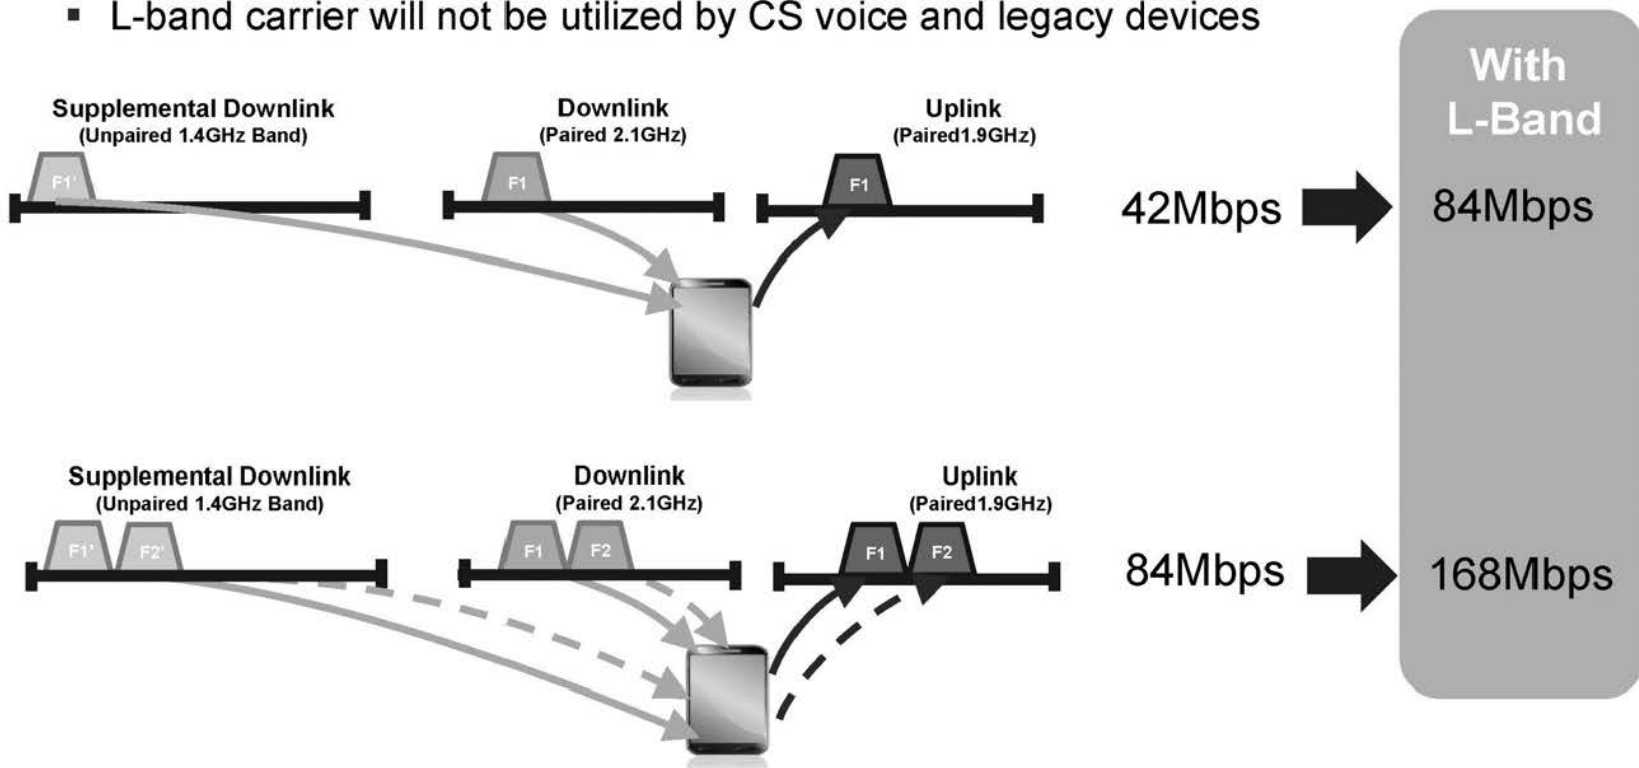 ▪ L-band carrier will not be utilized by CS voice and legacy devices
With
L-Band
Supplemental Downlink
(Unpaired 1.4GHz Band)
Downlink
(Paired 2.1GHz)
Uplink
(Paired1.9GHz)
F1'
F1
F1
42Mbps
84Mbps
Supplemental Downlink
(Unpaired 1.4GHz Band)
Downlink
(Paired 2.1GHz)
Uplink
(Paired1.9GHz)
F1' F2'
F1 F2
F1 F2
84Mbps
168Mbps